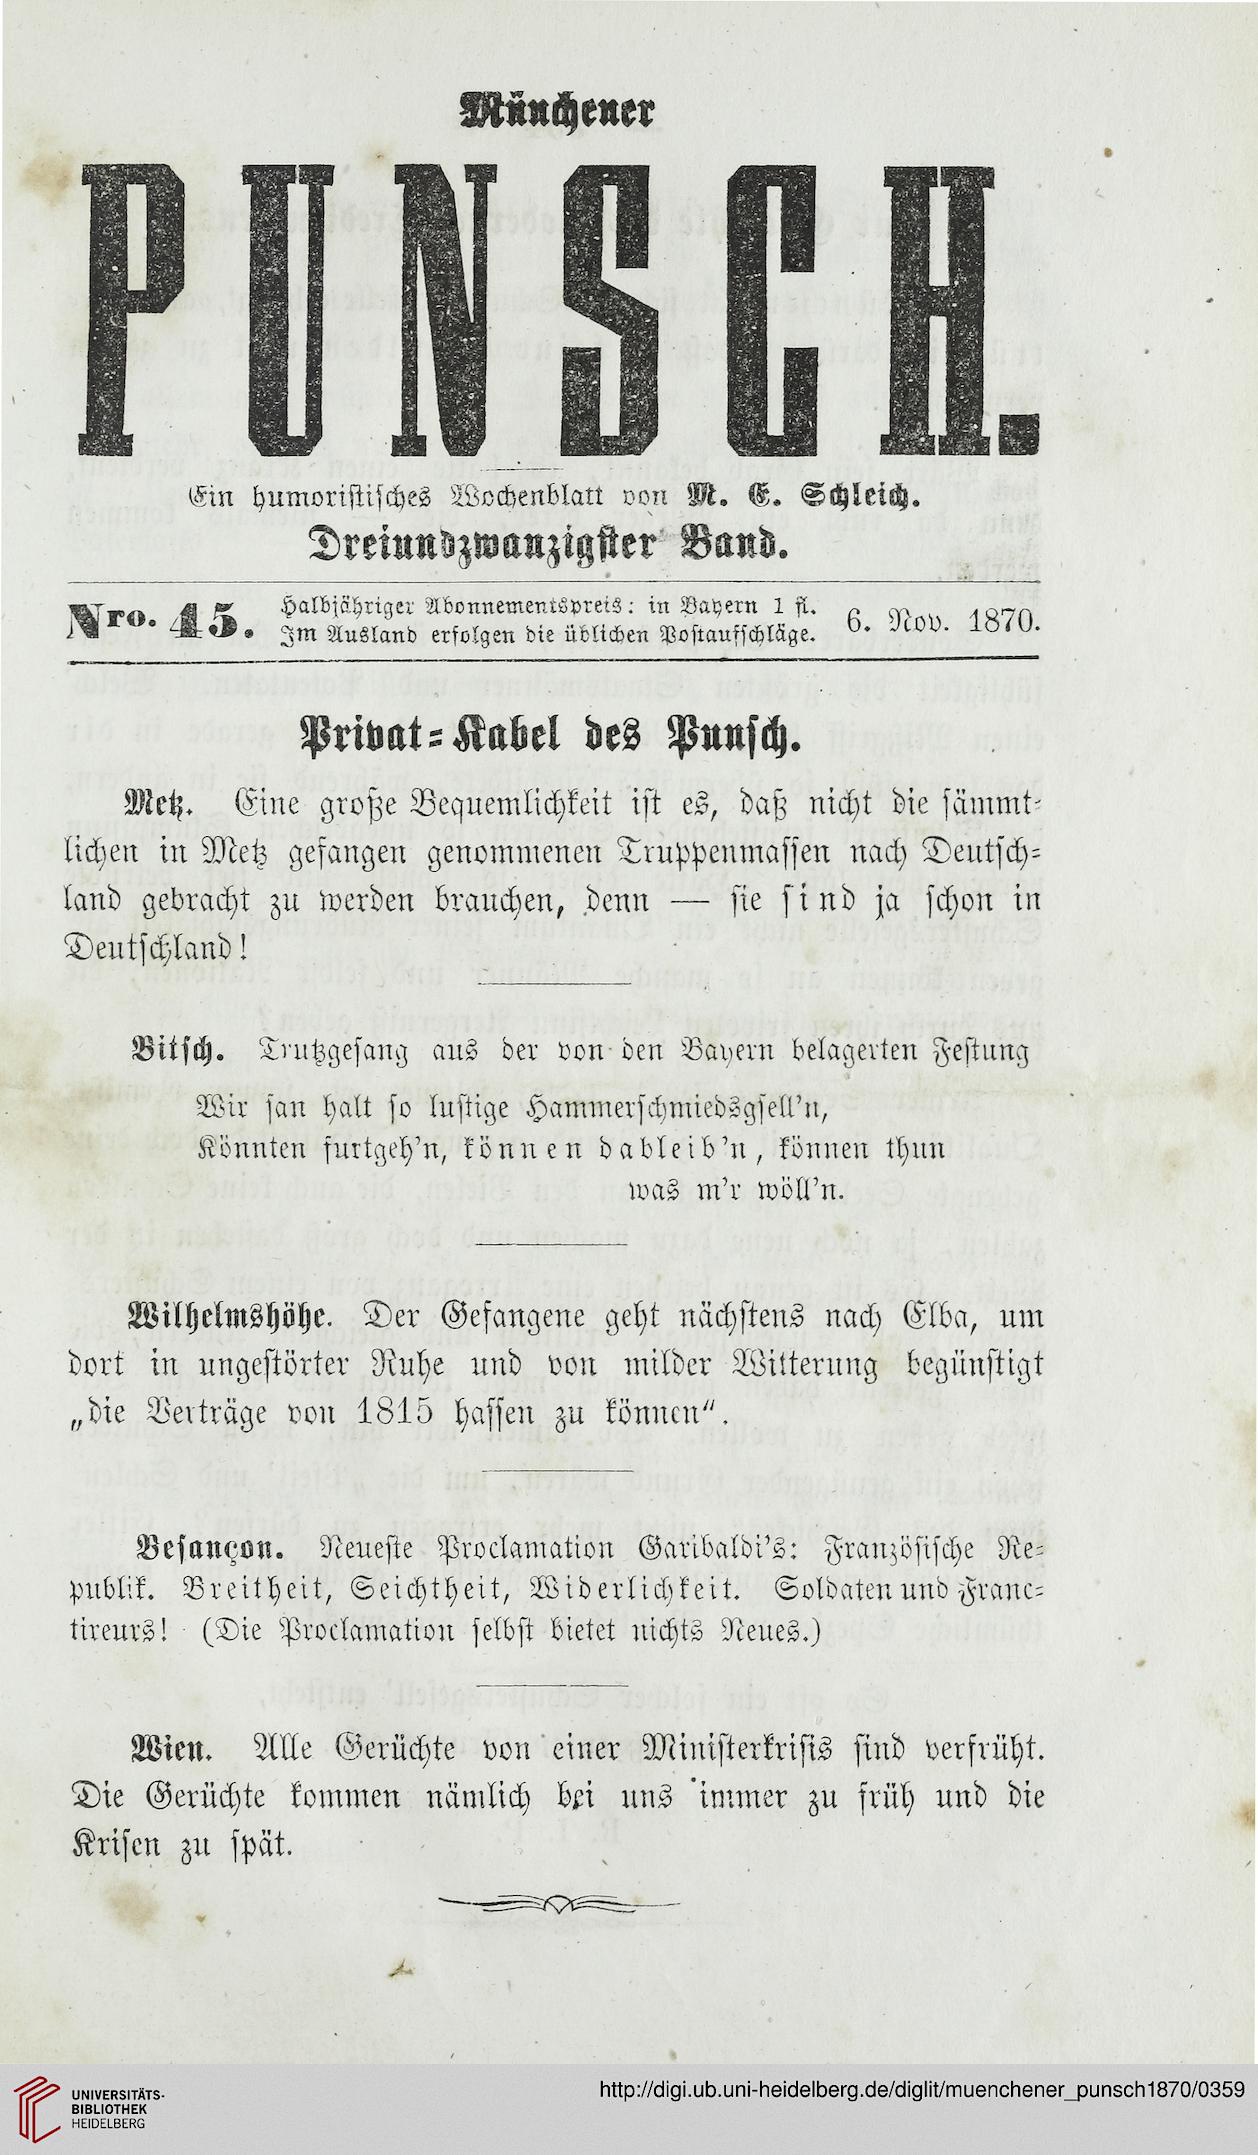 Münchener
PUNSCH.
Ein humoristisches Wochenblatt von M. E. Schleich.
Dreiundzwanzigster Band.
Nro. 45.
Halbjähriger Abonnementspreis: in Bayern 1 fl.
Im Ausland erfolgen die üblichen Postaufschläge.
6. Nov. 1870.
Privat-Kabel des Punsch.
Metz. Eine große Bequemlichkeit ist es, daß nicht die sämmt-
lichen in Metz gefangen genommenen Truppenmassen nach Deutsch-
land gebracht zu werden brauchen, denn — sie sind ja schon in
Deutschland!
Bitsch. Trutzgesang aus der von den Bayern belagerten Festung
Wir san halt so lustige Hammerschmiedsgsell'n,
Könnten furtgeh'n, können dableib'n, können thun
was m'r wöll'n.
Wilhelmshöhe. Der Gefangene geht nächstens nach Elba, um
dort in ungestörter Ruhe und von milder Witterung begünstigt
„die Verträge von 1815 hassen zu können“.
Besançon. Neueste Proclamation Garibaldi's: Französische Re-
publik. Breitheit, Seichtheit, Widerlichkeit. Soldaten und Franc-
tireurs! (Die Proclamation selbst bietet nichts Neues.)
Wien. Alle Gerüchte von einer Ministerkrisis sind verfrüht.
Die Gerüchte kommen nämlich bei uns immer zu früh und die
Krisen zu spät.
UNIVERSITÄTS-
BIBLIOTHEK
HEIDELBERG
http://digi.ub.uni-heidelberg.de/diglit/muenchener_punsch1870/0359